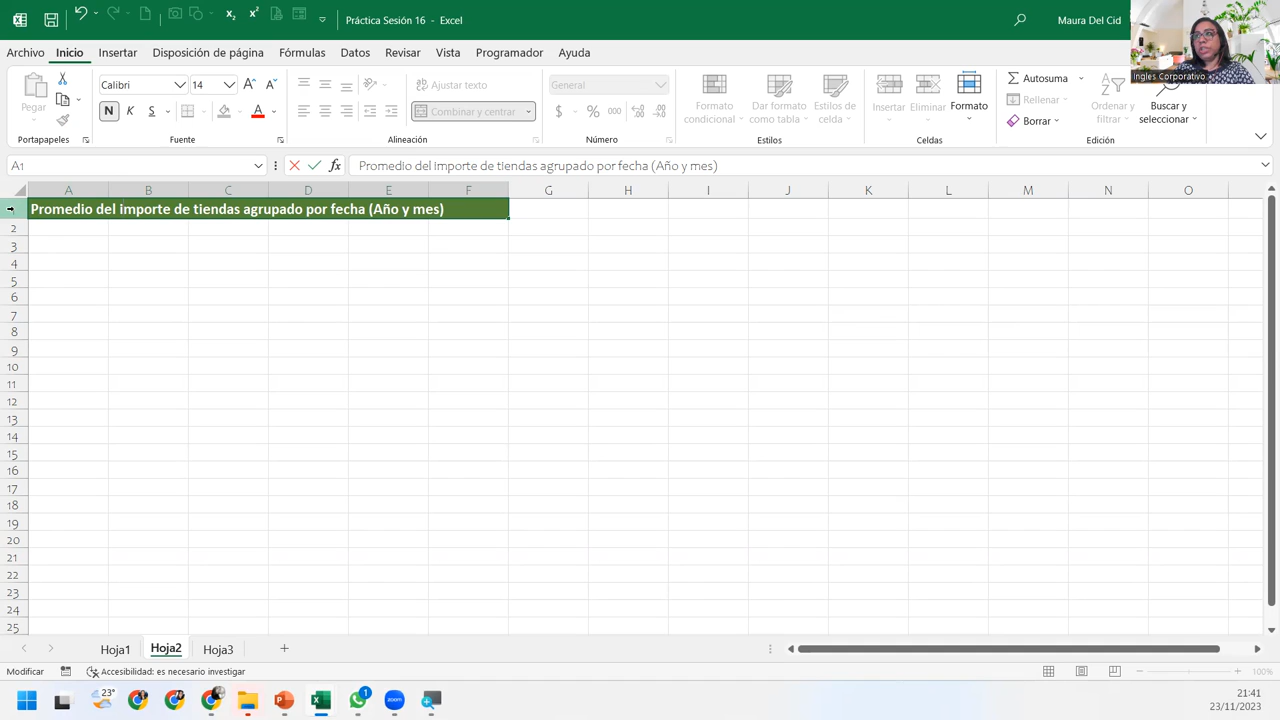 Práctica Sesión 16 - Excel
Maura Del Cid
Archivo Inicio Insertar Disposición de página Fórmulas Datos Revisar Vista Programador Ayuda
Ingles Corporativo
Pegar
Calibri 14
N K S
Ajustar texto
Combinar y centrar
General
$ % 000
Formato condicional
Dar formato como tabla
Estilos de celda
Insertar Eliminar Formato
Autosuma
Rellenar
Borrar
Ordenar y filtrar
Buscar y seleccionar
Portapapeles Fuente Alineación Número Estilos Celdas Edición
A1 fx Promedio del importe de tiendas agrupado por fecha (Año y mes)
A B C D E F G H I J K L M N O
Promedio del importe de tiendas agrupado por fecha (Año y mes)
2
3
4
5
6
7
8
9
10
11
12
13
14
15
16
17
18
19
20
21
22
23
24
25
Hoja1 Hoja2 Hoja3
Modificar Accesibilidad: es necesario investigar 100%
23°
1
zoom
21:41
23/11/2023